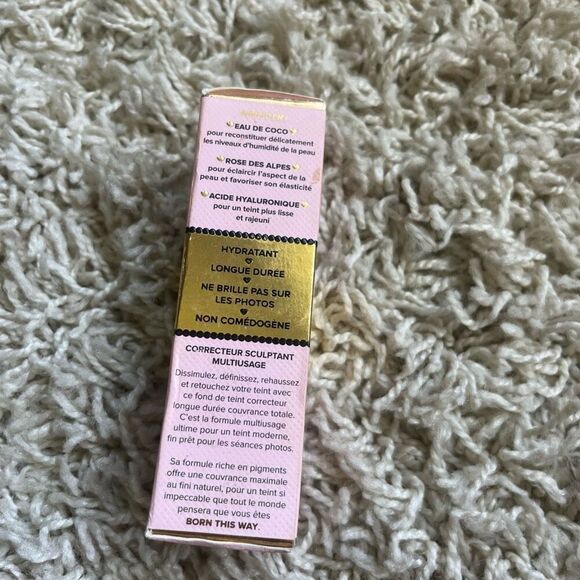 EAU DE COCO
pour reconstituer délicatement
les niveaux d'humidité de la peau
ROSE DES ALPES
pour éclaircir l'aspect de la
peau et favoriser son élasticité
ACIDE HYALURONIQUE
pour un teint plus lisse
et rajeuni
HYDRATANT
LONGUE DURÉE
NE BRILLE PAS SUR
LES PHOTOS
NON COMÉDOGÈNE
CORRECTEUR SCULPTANT
MULTIUSAGE
Dissimulez, définissez, rehaussez
et retouchez votre teint avec
ce fond de teint correcteur
longue durée couvrance totale.
C'est la formule multiusage
ultime pour un teint moderne,
fin prêt pour les séances photos.
Sa formule riche en pigments
offre une couvrance maximale
au fini naturel, pour un teint si
impeccable que tout le monde
pensera que vous êtes
BORN THIS WAY.